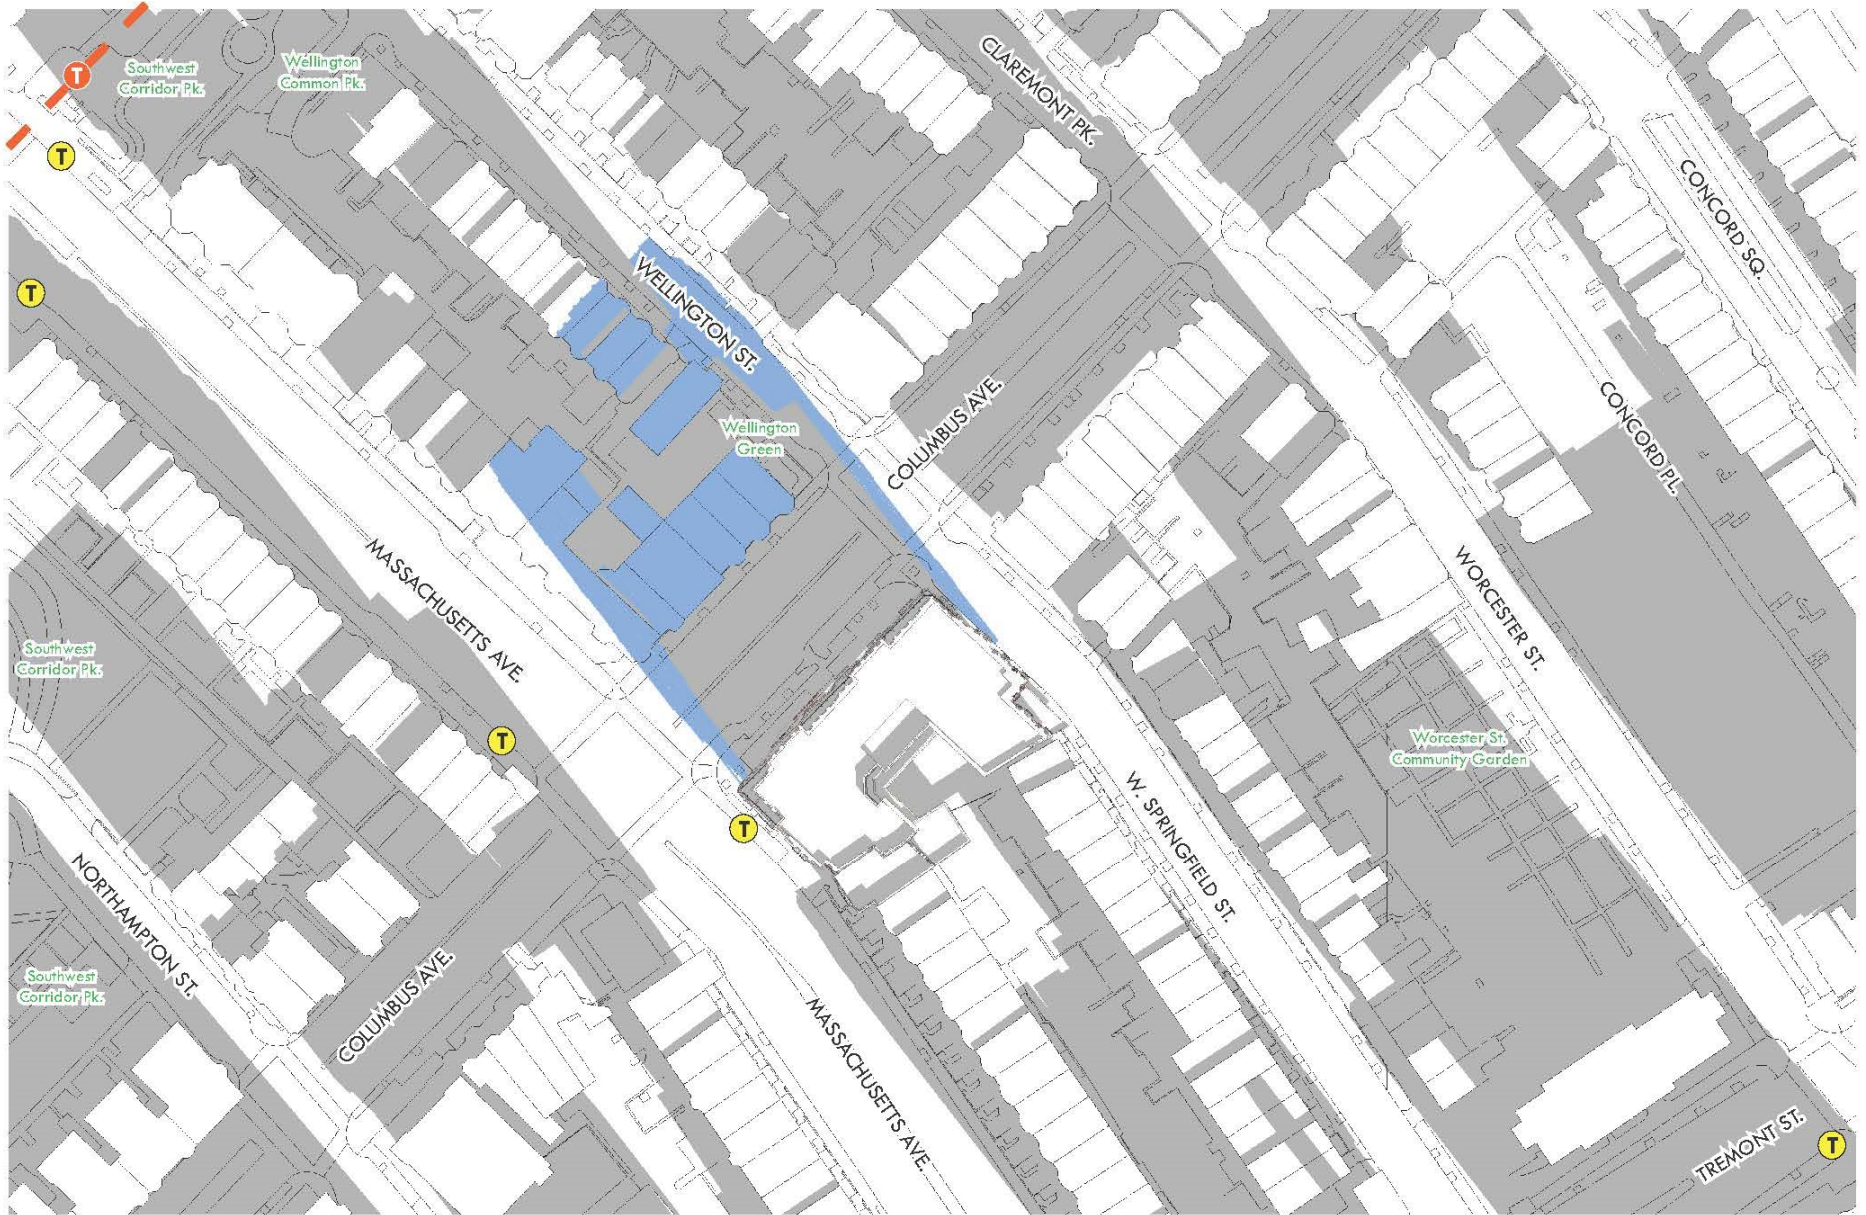 T
Southwest
Corridor Pk.
Wellington
Common Pk.
CLAREMONT PK.
T
CONCORD SQ.
T
WELLINGTON ST.
COLUMBUS AVE.
CONCORD PL.
Wellington
Green
MASSACHUSETTS AVE.
WORCESTER ST.
Southwest
Corridor Pk.
T
Worcester St.
Community Garden
T
W. SPRINGFIELD ST.
NORTHAMPTON ST.
COLUMBUS AVE.
Southwest
Corridor Pk.
MASSACHUSETTS AVE.
TREMONT ST.
T